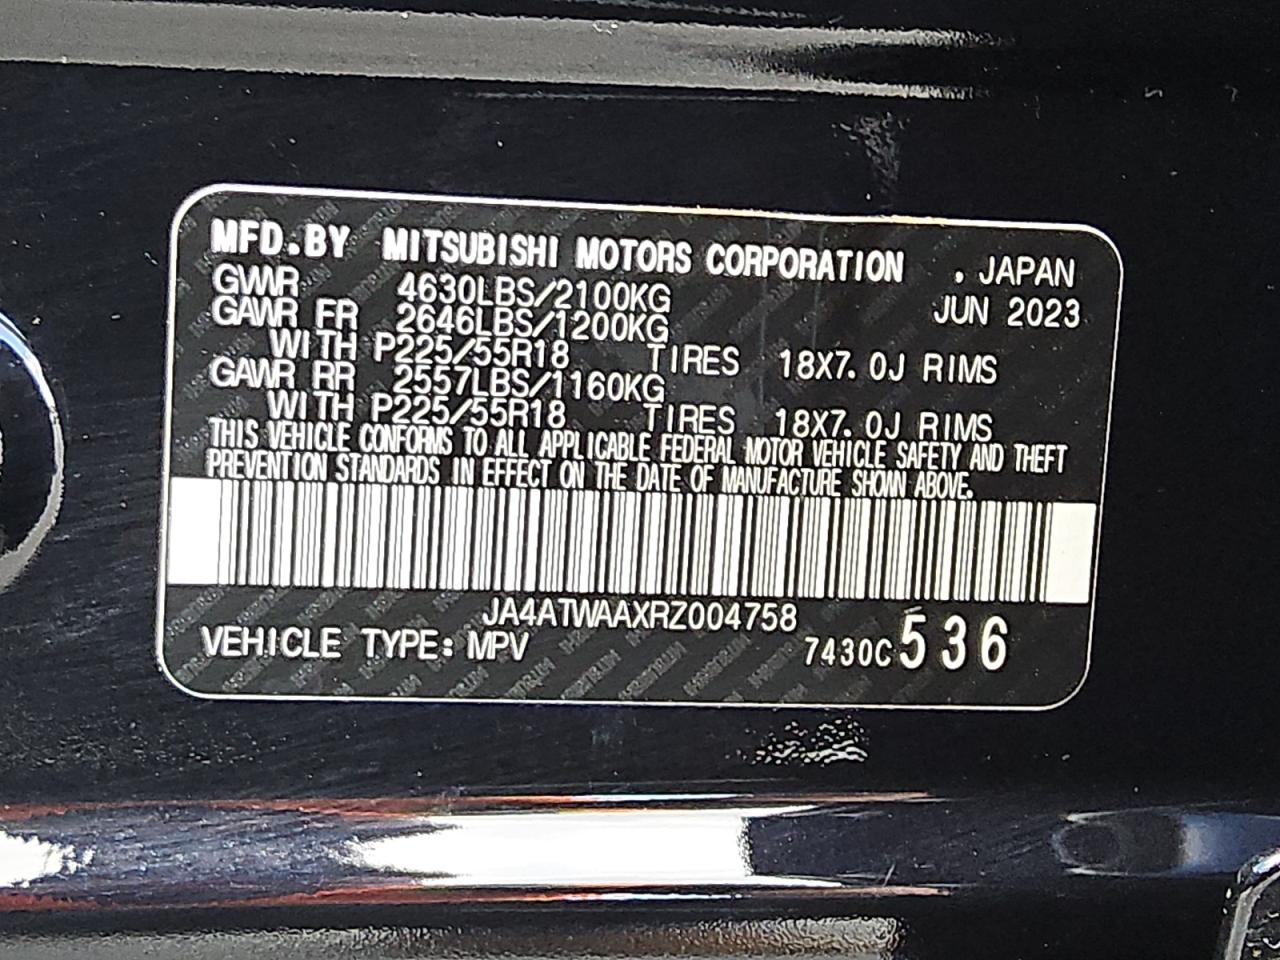 MFD.BY MITSUBISHI MOTORS CORPORATION , JAPAN
GVWR 4630LBS/2100KG JUN 2023
GAWR FR 2646LBS/1200KG
WITH P225/55R18 TIRES 18X7.0J RIMS
GAWR RR 2557LBS/1160KG
WITH P225/55R18 TIRES 18X7.0J RIMS
THIS VEHICLE CONFORMS TO ALL APPLICABLE FEDERAL MOTOR VEHICLE SAFETY AND THEFT
PREVENTION STANDARDS IN EFFECT ON THE DATE OF MANUFACTURE SHOWN ABOVE.
JA4ATWAAXRZ004758
VEHICLE TYPE: MPV 7430C 536